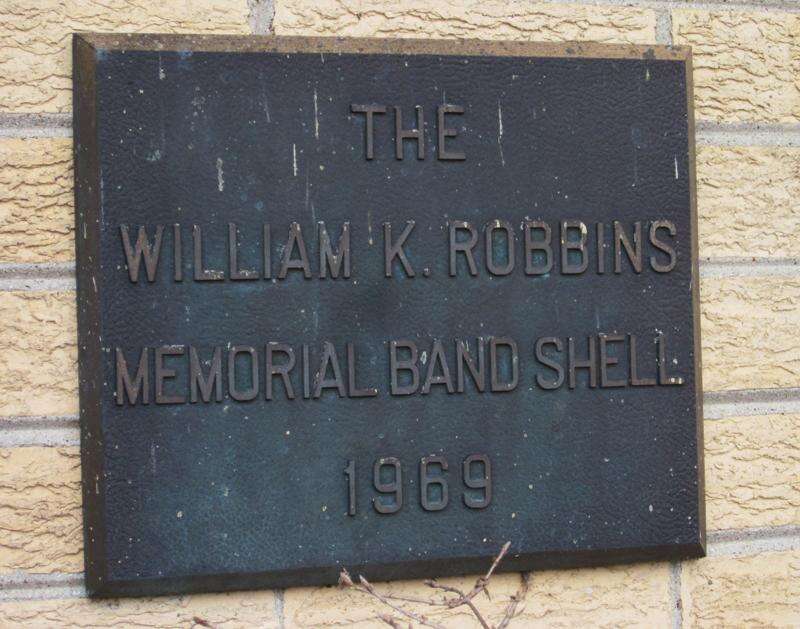 THE
WILLIAM K. ROBBINS
MEMORIAL BAND SHELL
1969